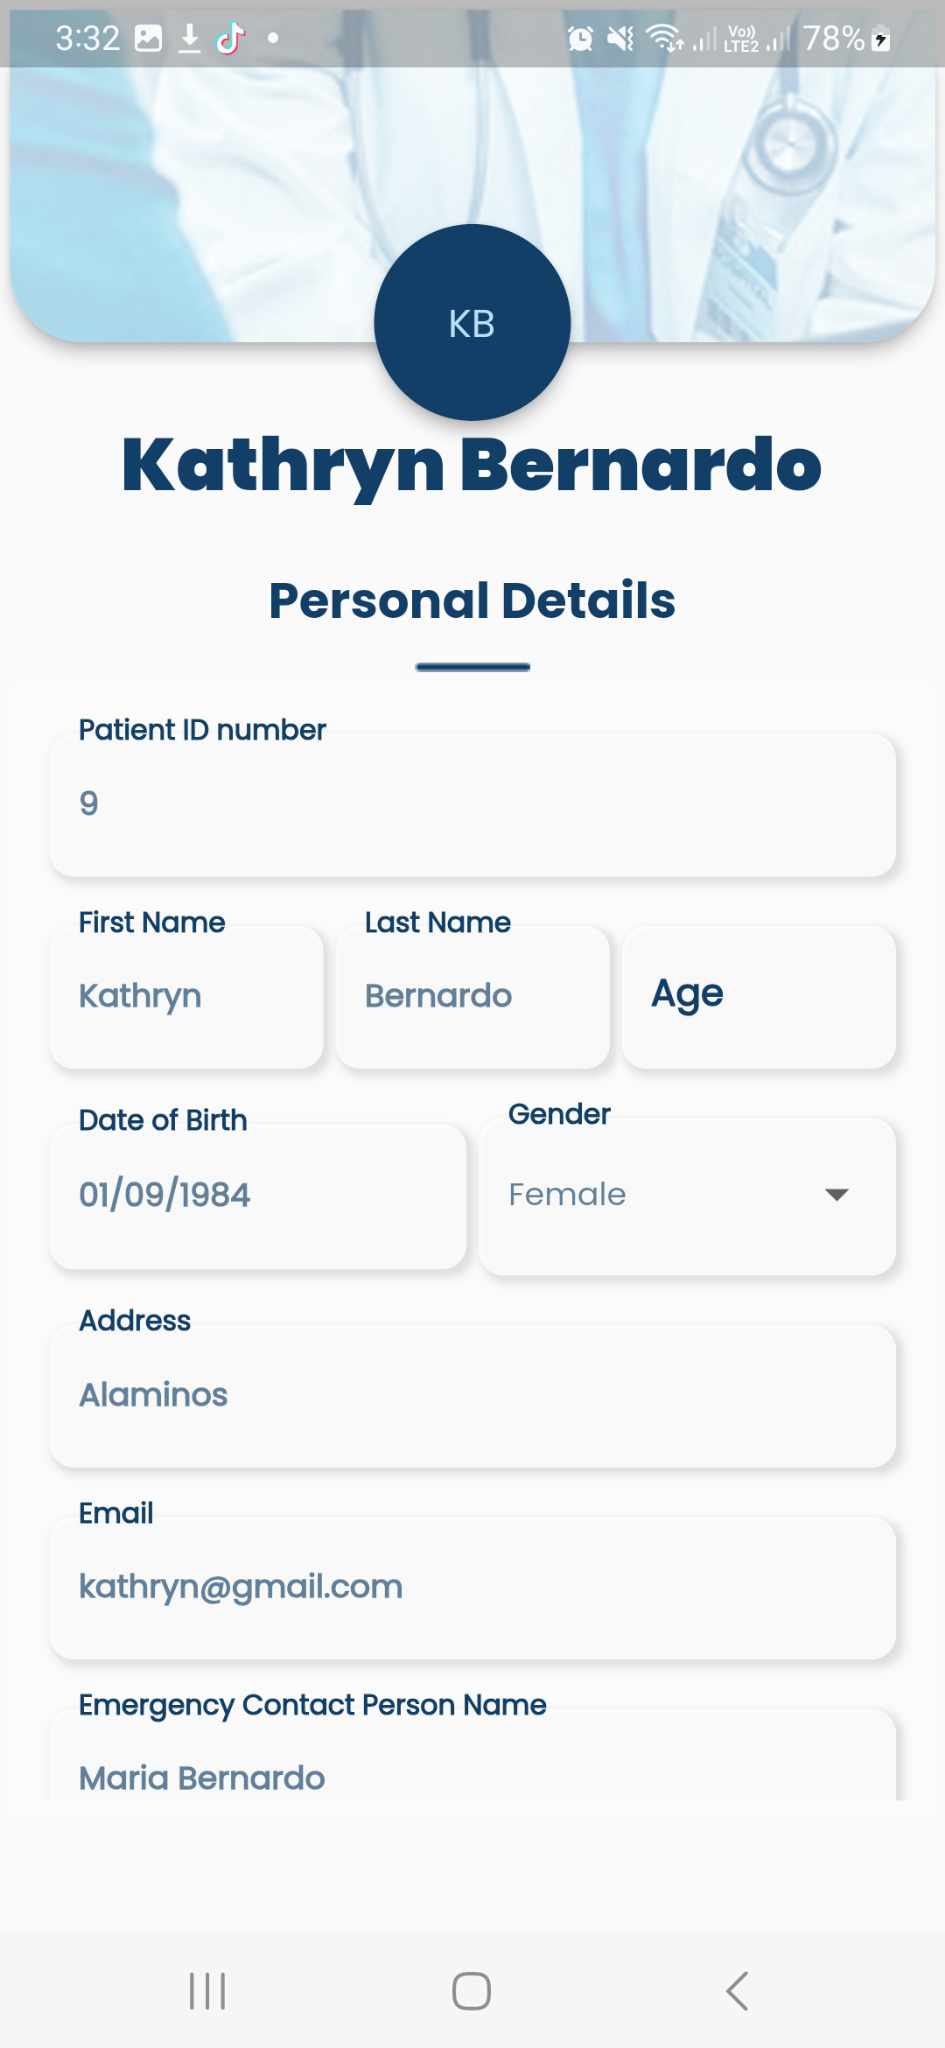 3:32 Vo)) LTE2 78%
KB
Kathryn Bernardo
Personal Details
Patient ID number
9
First Name Last Name
Kathryn Bernardo Age
Date of Birth Gender
01/09/1984 Female
Address
Alaminos
Email
kathryn@gmail.com
Emergency Contact Person Name
Maria Bernardo